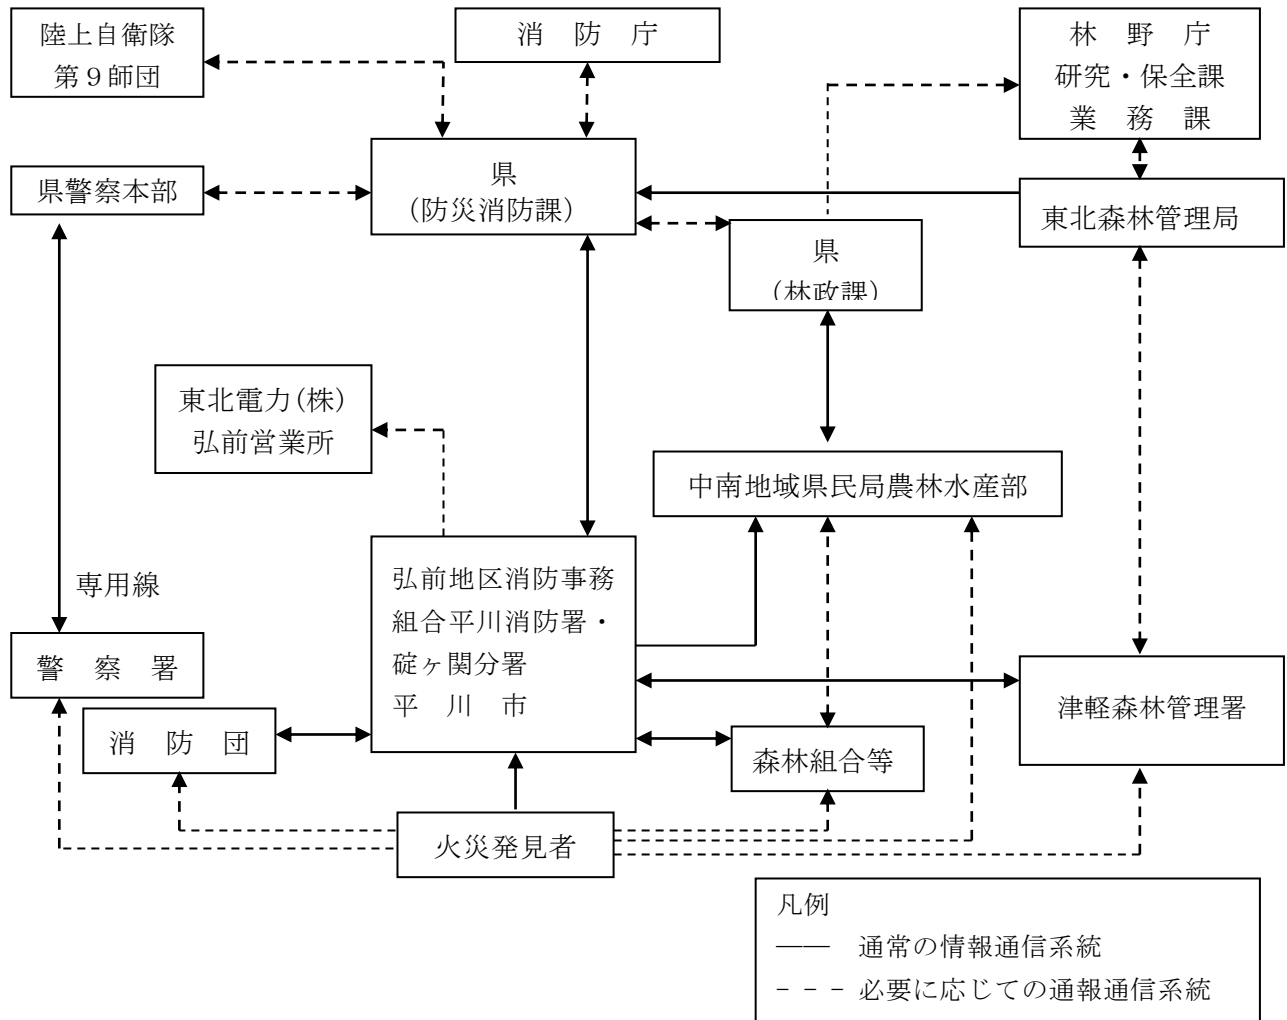 陸上自衛隊
第９師団
消　防　庁
林　野　庁
研究・保全課
業　務　課
県警察本部
県
(防災消防課)
東北森林管理局
県
(林政課)
東北電力(株)
弘前営業所
中南地域県民局農林水産部
専用線
弘前地区消防事務
組合平川消防署・
碇ヶ関分署
平　川　市
警　察　署
津軽森林管理署
消　防　団
森林組合等
火災発見者
凡例
―― 通常の情報通信系統
- - - 必要に応じての通報通信系統